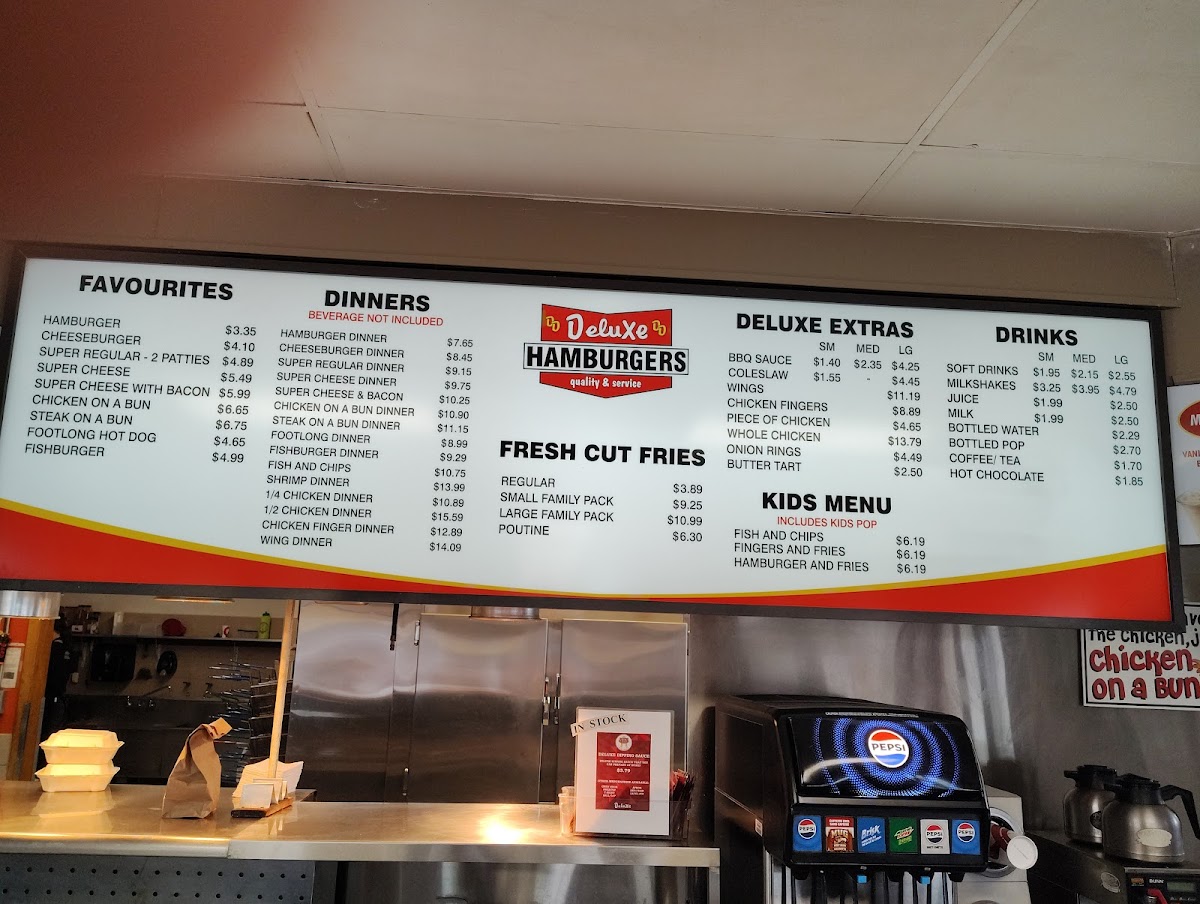 FAVOURITES
HAMBURGER $3.35
CHEESEBURGER $4.10
SUPER REGULAR - 2 PATTIES $4.89
SUPER CHEESE $5.49
SUPER CHEESE WITH BACON $5.99
CHICKEN ON A BUN $6.65
STEAK ON A BUN $6.75
FOOTLONG HOT DOG $4.65
FISHBURGER $4.99
DINNERS
BEVERAGE NOT INCLUDED
HAMBURGER DINNER $7.65
CHEESEBURGER DINNER $8.45
SUPER REGULAR DINNER $9.15
SUPER CHEESE DINNER $9.75
SUPER CHEESE & BACON $10.25
CHICKEN ON A BUN DINNER $10.90
STEAK ON A BUN DINNER $11.15
FOOTLONG DINNER $8.99
FISHBURGER DINNER $9.29
FISH AND CHIPS $10.75
SHRIMP DINNER $13.99
1/4 CHICKEN DINNER $10.89
1/2 CHICKEN DINNER $15.59
CHICKEN FINGER DINNER $12.89
WING DINNER $14.09
DD Deluxe DD
HAMBURGERS
quality & service
FRESH CUT FRIES
REGULAR $3.89
SMALL FAMILY PACK $9.25
LARGE FAMILY PACK $10.99
POUTINE $6.30
DELUXE EXTRAS
SM MED LG
BBQ SAUCE $1.40 $2.35 $4.25
COLESLAW $1.55 - $4.45
WINGS $11.19
CHICKEN FINGERS $8.89
PIECE OF CHICKEN $4.65
WHOLE CHICKEN $13.79
ONION RINGS $4.49
BUTTER TART $2.50
KIDS MENU
INCLUDES KIDS POP
FISH AND CHIPS $6.19
FINGERS AND FRIES $6.19
HAMBURGER AND FRIES $6.19
DRINKS
SM MED LG
SOFT DRINKS $1.95 $2.15 $2.55
MILKSHAKES $3.25 $3.95 $4.79
JUICE $1.99 $2.50
MILK $1.99 $2.50
BOTTLED WATER $2.29
BOTTLED POP $2.70
COFFEE/ TEA $1.70
HOT CHOCOLATE $1.85
IN STOCK
DELUXE DIPPING SAUCE
$3.79
Deluxe
PEPSI
PEPSI
MUG
Brisk
PEPSI
PEPSI
The chicken,
chicken
on a Bun
BUNN